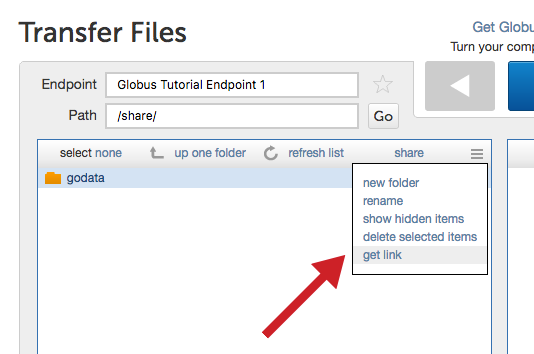 Transfer Files
Get Globus
Turn your comp
Endpoint Globus Tutorial Endpoint 1
Path /share/ Go
select none up one folder refresh list share
godata
new folder
rename
show hidden items
delete selected items
get link